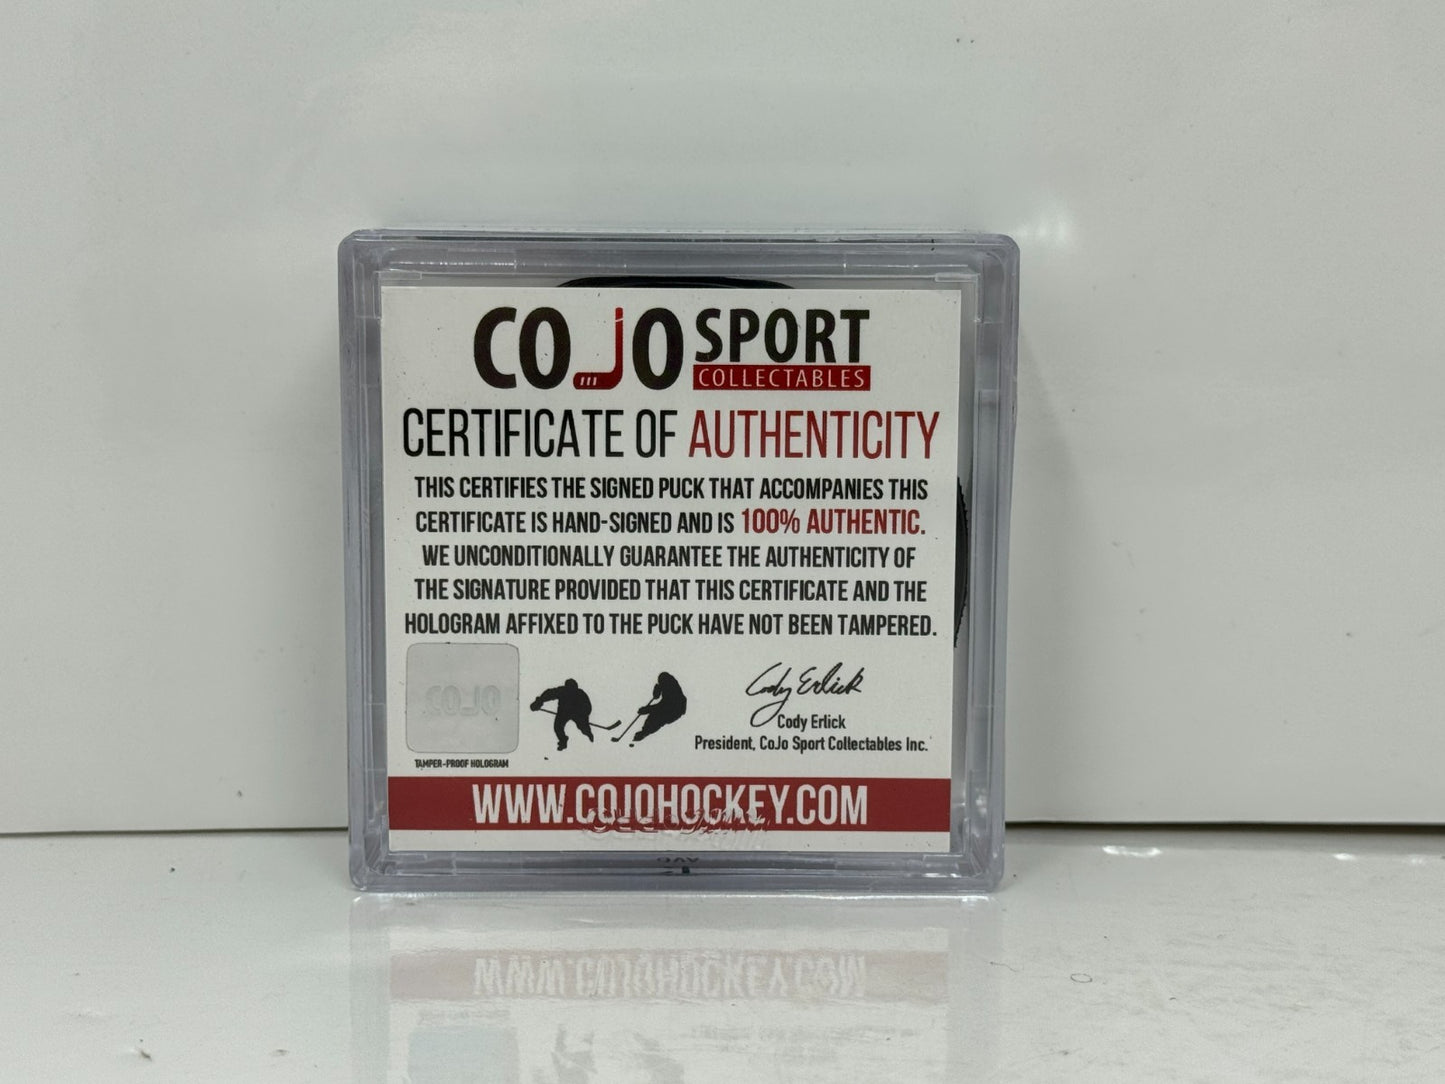 COJO SPORT
COLLECTABLES
CERTIFICATE OF AUTHENTICITY
THIS CERTIFIES THE SIGNED PUCK THAT ACCOMPANIES THIS
CERTIFICATE IS HAND-SIGNED AND IS 100% AUTHENTIC.
WE UNCONDITIONALLY GUARANTEE THE AUTHENTICITY OF
THE SIGNATURE PROVIDED THAT THIS CERTIFICATE AND THE
HOLOGRAM AFFIXED TO THE PUCK HAVE NOT BEEN TAMPERED.
Cody Erlick
Cody Erlick
President, CoJo Sport Collectables Inc.
TAMPER-PROOF HOLOGRAM
WWW.COJOHOCKEY.COM